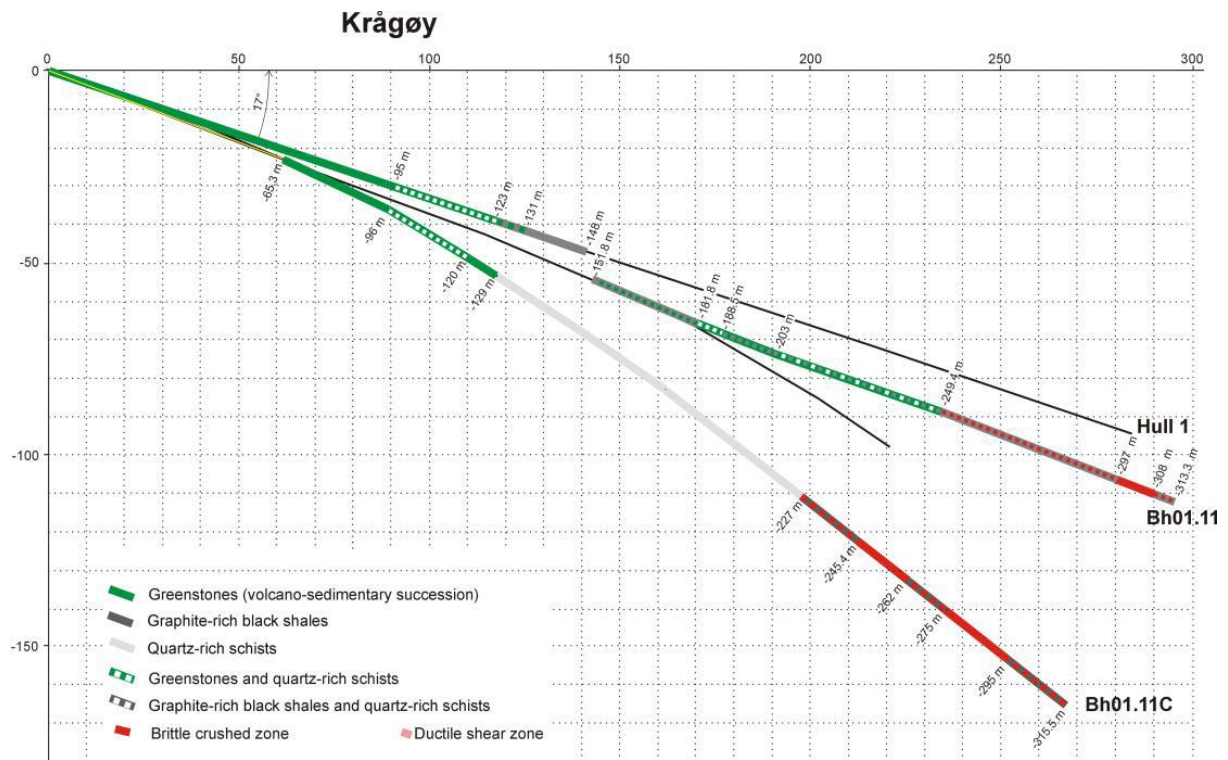 Krågøy
0 50 100 150 200 250 300
0
17°
-95 m
-123 m
-131 m
-65,3 m
-148 m
-96 m
-50
-151.8 m
-120 m
-129 m
-181.8 m
-188.5 m
-203 m
-249.4 m
Hull 1
-100
-297 m
-308 m
-313.3 m
Bh01.11
-227 m
-245.4 m
-262 m
-275 m
-295 m
-315.5 m
Bh01.11C
-150
Greenstones (volcano-sedimentary succession)
Graphite-rich black shales
Quartz-rich schists
Greenstones and quartz-rich schists
Graphite-rich black shales and quartz-rich schists
Brittle crushed zone Ductile shear zone